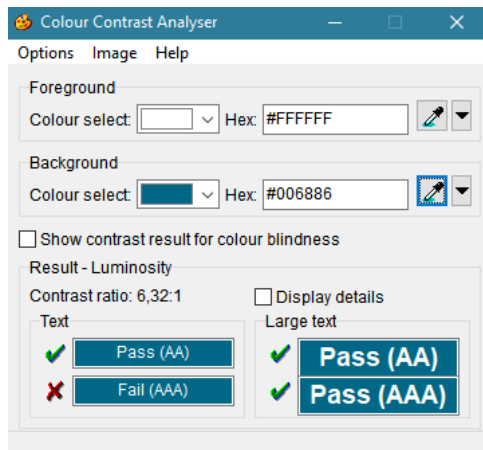 Colour Contrast Analyser
Options Image Help
Foreground
Colour select: Hex: #FFFFFF
Background
Colour select: Hex: #006886
Show contrast result for colour blindness
Result - Luminosity
Contrast ratio: 6,32:1 Display details
Text Large text
Pass (AA) Pass (AA)
Fail (AAA) Pass (AAA)